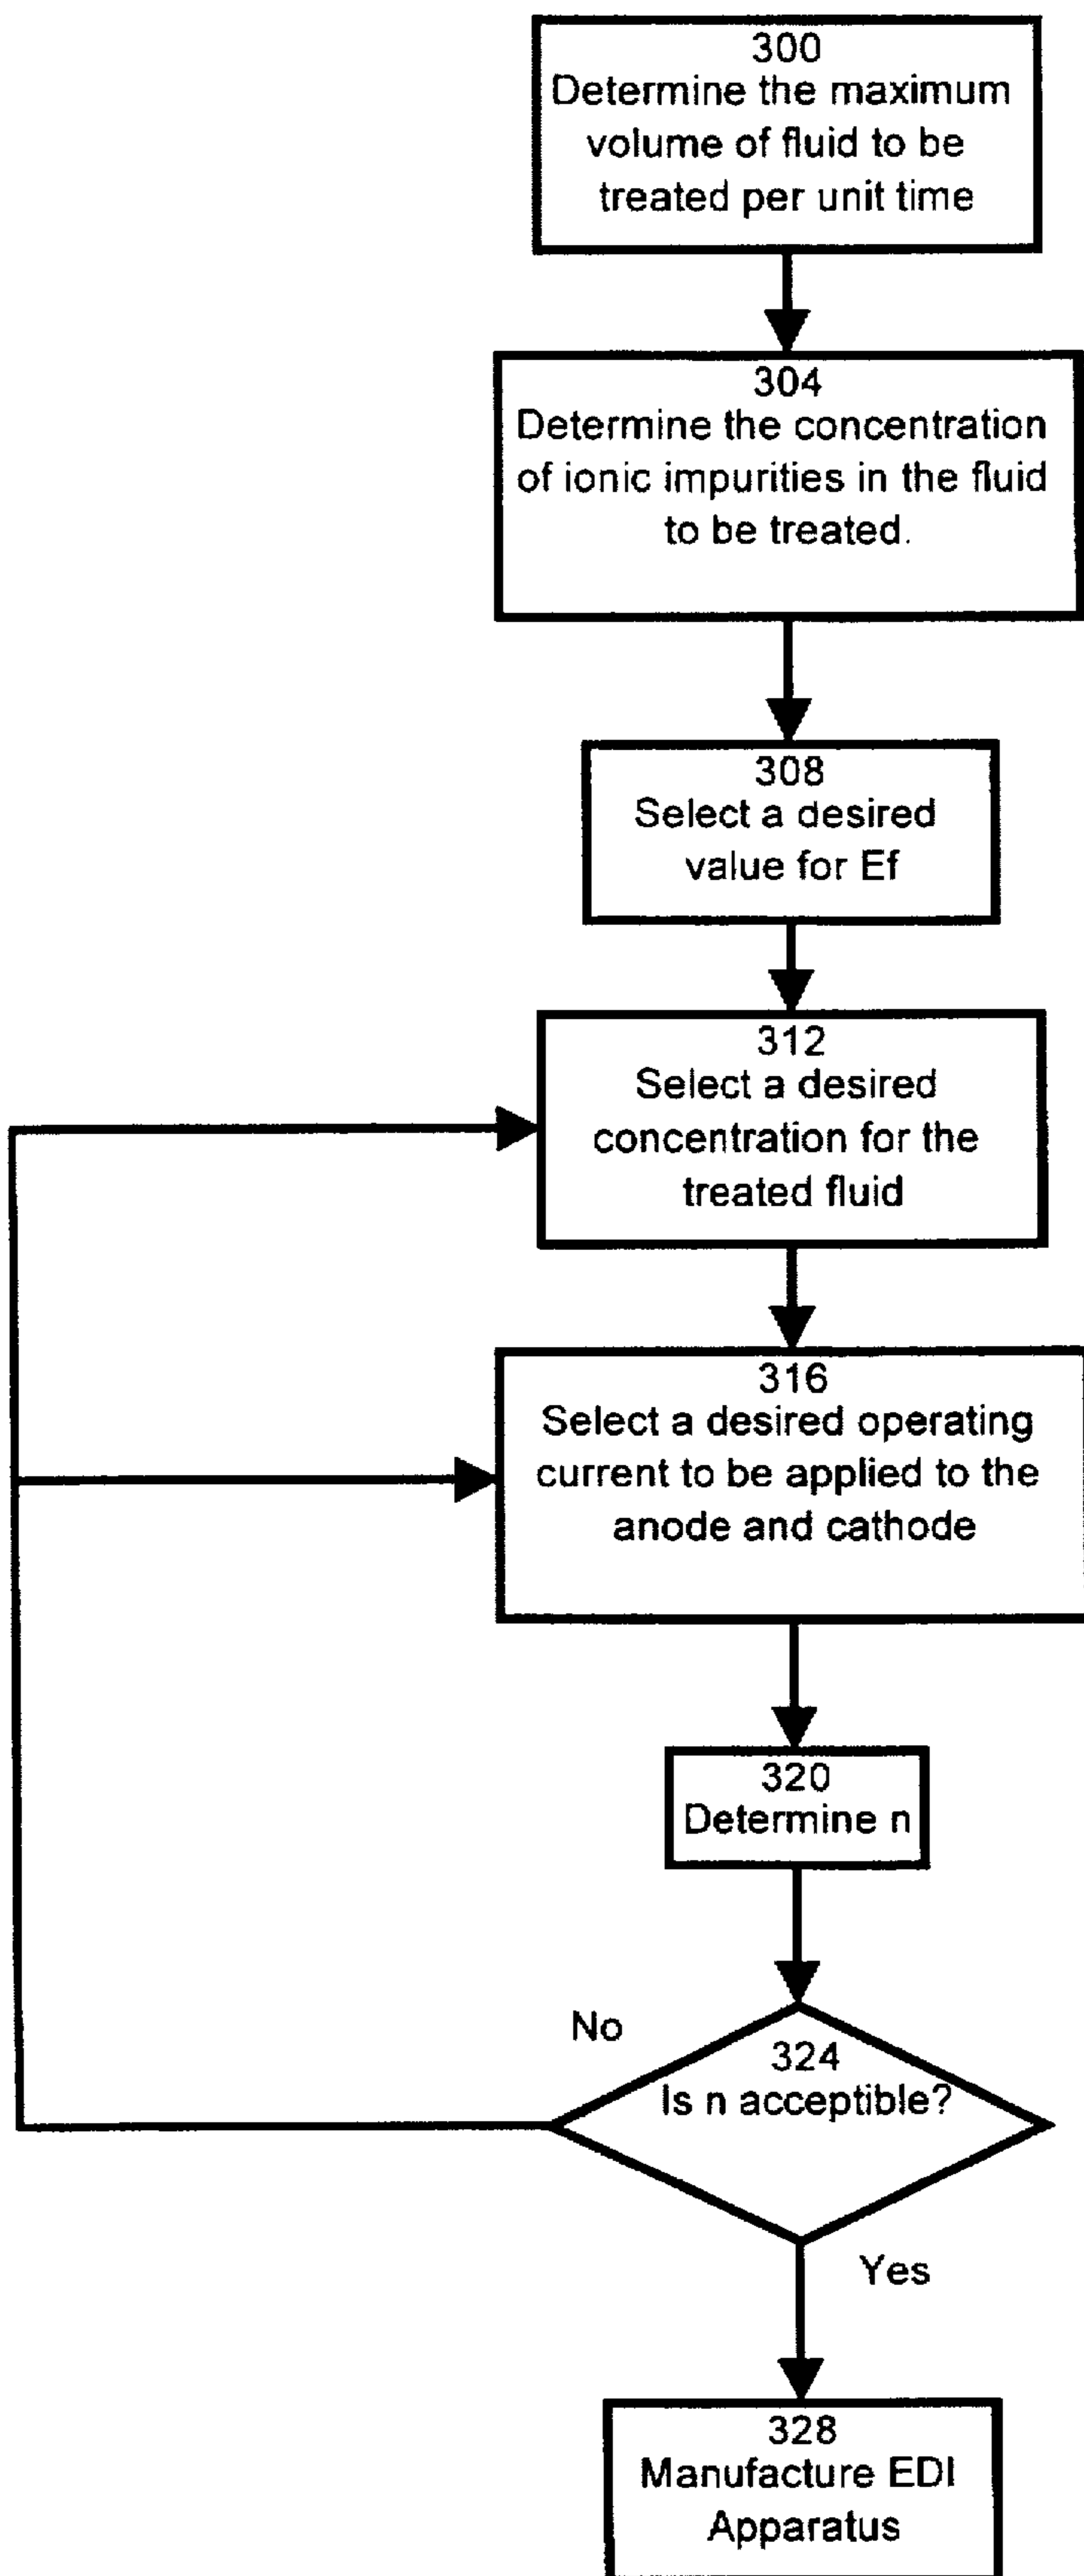 300
Determine the maximum
volume of fluid to be
treated per unit time
304
Determine the concentration
of ionic impurities in the fluid
to be treated.
308
Select a desired
value for Ef
312
Select a desired
concentration for the
treated fluid
316
Select a desired operating
current to be applied to the
anode and cathode
320
Determine n
No
324
Is n acceptible?
Yes
328
Manufacture EDI
Apparatus